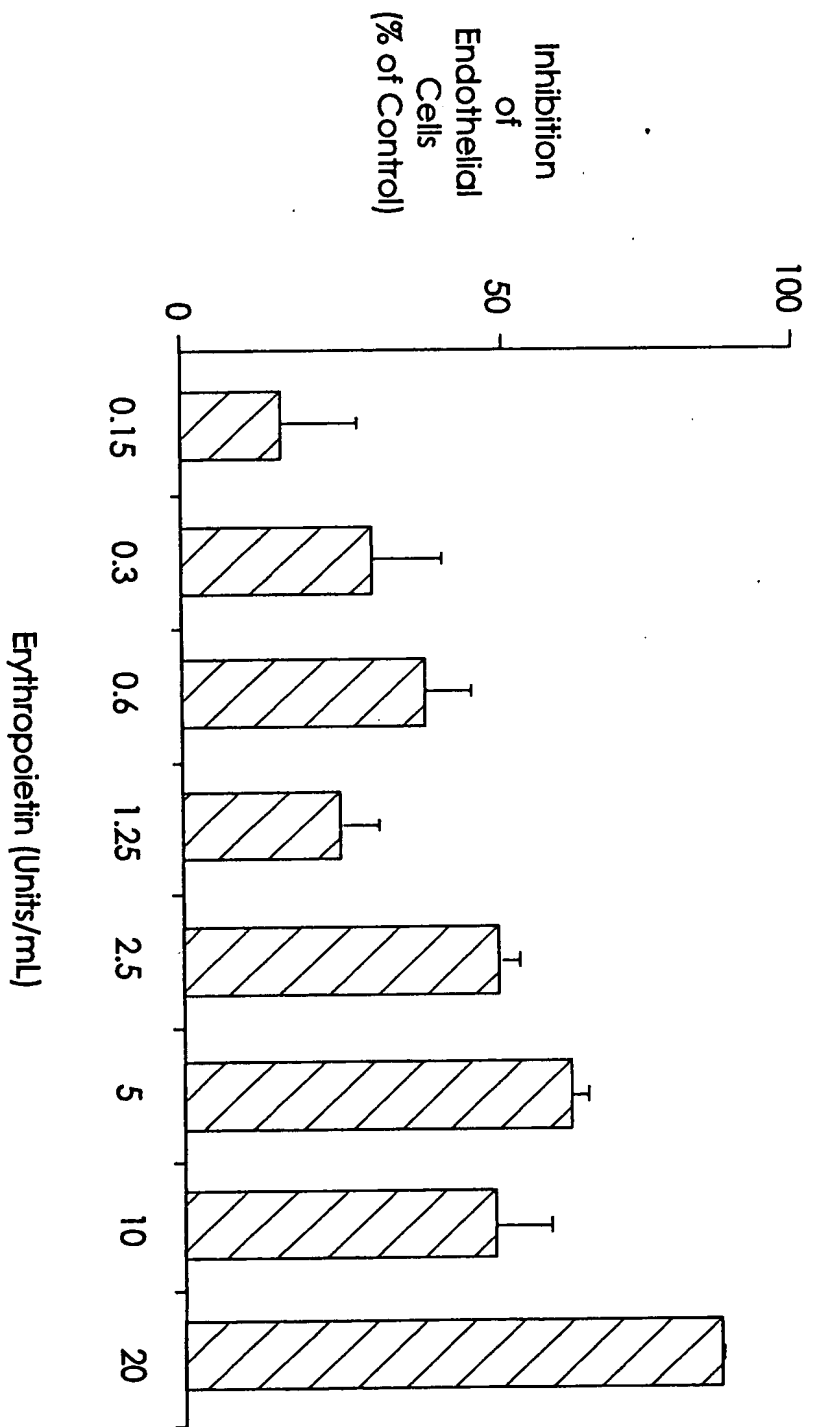 Inhibition
of
Endothelial
Cells
(% of Control)
100
50
0
0.15
0.3
0.6
1.25
2.5
5
10
20
Erythropoietin (Units/mL)